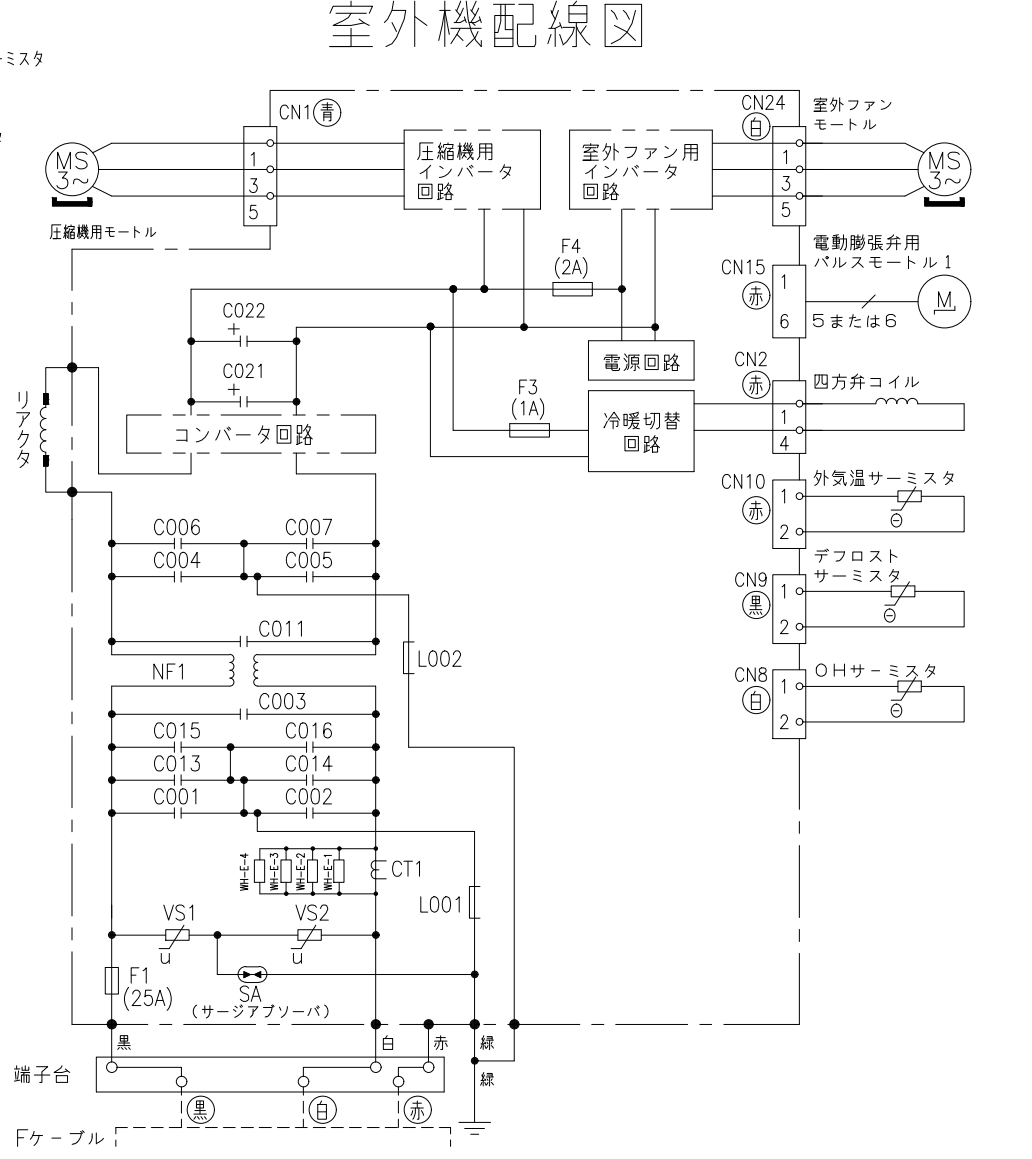 室外機配線図
ーミスタ
CN1 青
CN24
白
室外ファン
モートル
MS
3～
1
3
5
圧縮機用
インバータ
回路
室外ファン用
インバータ
回路
1
3
5
MS
3～
圧縮機用モートル
F4
(2A)
CN15
赤
1
6
電動膨張弁用
パルスモートル1
M
5または6
C022
+
C021
+
電源回路
CN2
赤
1
4
四方弁コイル
リアクタ
コンバータ回路
F3
(1A)
冷暖切替
回路
CN10
赤
1
2
外気温サーミスタ
C006
C007
C004
C005
CN9
黒
1
2
デフロスト
サーミスタ
C011
L002
NF1
CN8
白
1
2
OHサーミスタ
C003
C015
C016
C013
C014
C001
C002
WH-E-4
WH-E-3
WH-E-2
WH-E-1
CT1
L001
VS1
u
VS2
u
F1
(25A)
SA
(サージアブソーバ)
黒
白
赤
緑
端子台
緑
黒
白
赤
Fケーブル